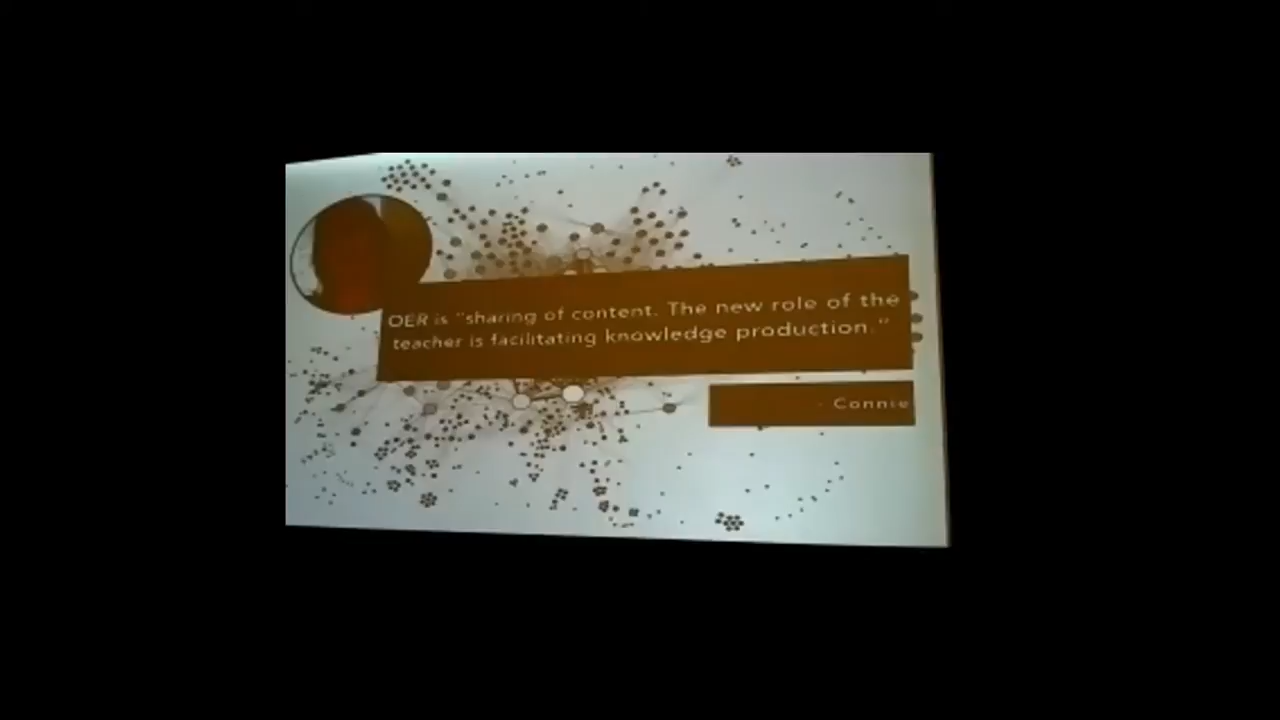 OER is "sharing of content. The new role of the
teacher is facilitating knowledge production."
- Connie